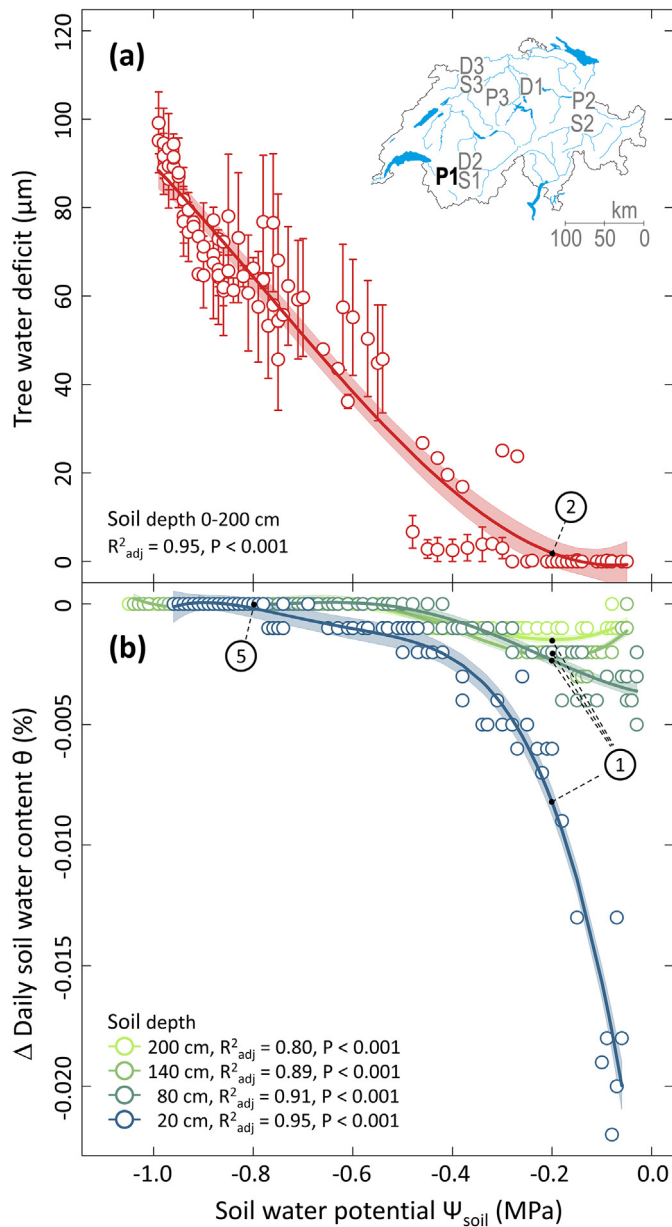 (a)
D3
S3
P3
D1
P2
S2
D2
P1
S1
km
100 50 0
120
100
80
60
40
20
0
Tree water deficit (µm)
2
Soil depth 0-200 cm
R²adj = 0.95, P < 0.001
(b)
5
1
0
-0.005
-0.010
-0.015
-0.020
Δ Daily soil water content θ (%)
Soil depth
200 cm, R²adj = 0.80, P < 0.001
140 cm, R²adj = 0.89, P < 0.001
80 cm, R²adj = 0.91, P < 0.001
20 cm, R²adj = 0.95, P < 0.001
-1.0 -0.8 -0.6 -0.4 -0.2 0.0
Soil water potential Ψsoil (MPa)